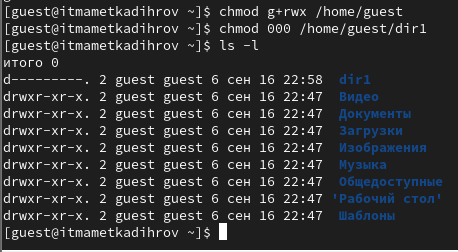 [guest@itmametkadihrov ~]$ chmod g+rwx /home/guest
[guest@itmametkadihrov ~]$ chmod 000 /home/guest/dir1
[guest@itmametkadihrov ~]$ ls -l
итого 0
d---------. 2 guest guest 6 сен 16 22:58  dir1
drwxr-xr-x. 2 guest guest 6 сен 16 22:47  Видео
drwxr-xr-x. 2 guest guest 6 сен 16 22:47  Документы
drwxr-xr-x. 2 guest guest 6 сен 16 22:47  Загрузки
drwxr-xr-x. 2 guest guest 6 сен 16 22:47  Изображения
drwxr-xr-x. 2 guest guest 6 сен 16 22:47  Музыка
drwxr-xr-x. 2 guest guest 6 сен 16 22:47  Общедоступные
drwxr-xr-x. 2 guest guest 6 сен 16 22:47 'Рабочий стол'
drwxr-xr-x. 2 guest guest 6 сен 16 22:47  Шаблоны
[guest@itmametkadihrov ~]$